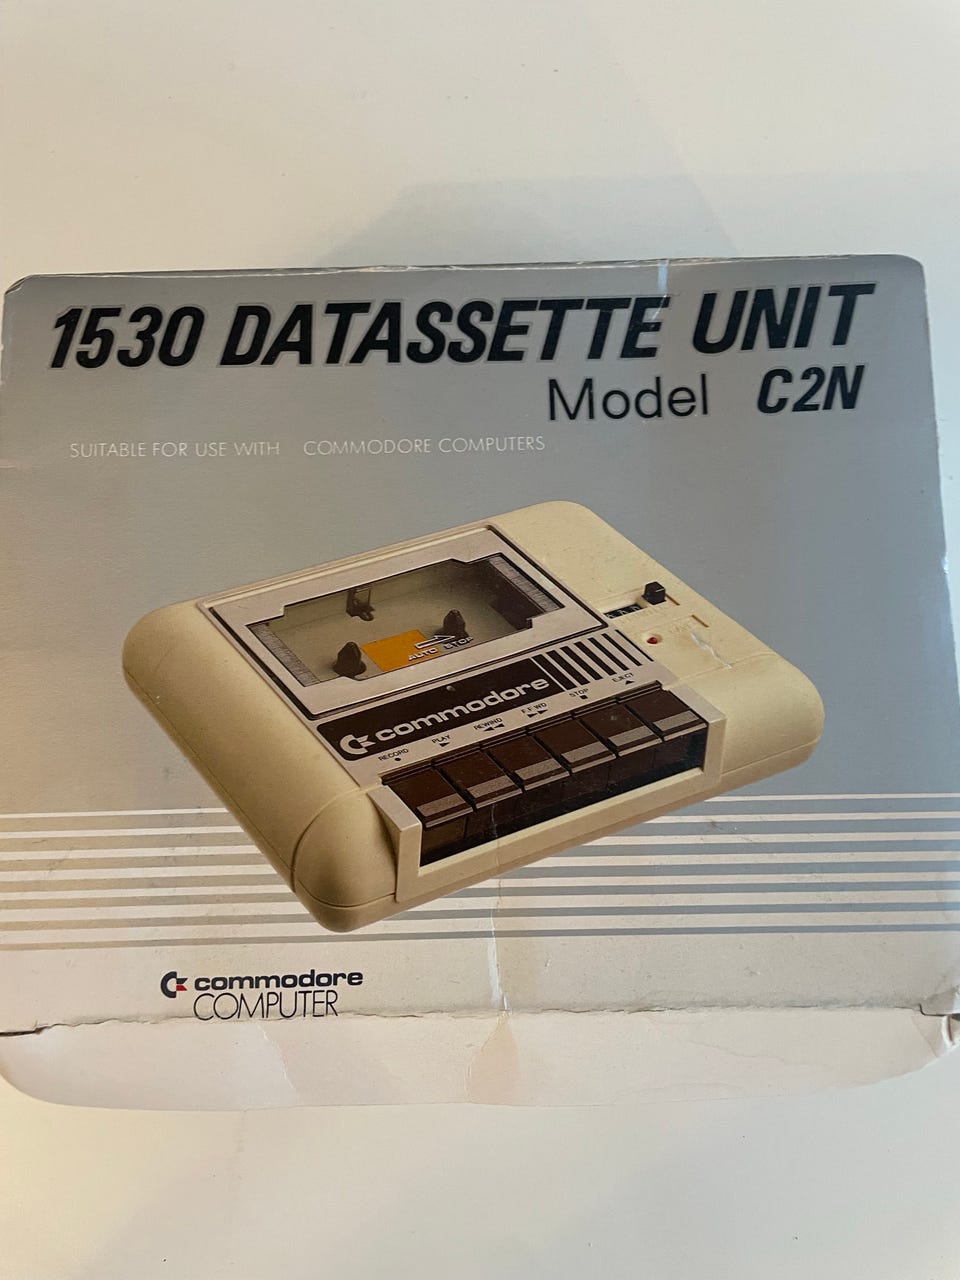 1530 DATASSETTE UNIT
Model C2N
SUITABLE FOR USE WITH COMMODORE COMPUTERS
AUTO STOP
commodore
RECORD PLAY REWIND F.FWD STOP EJECT
commodore
COMPUTER